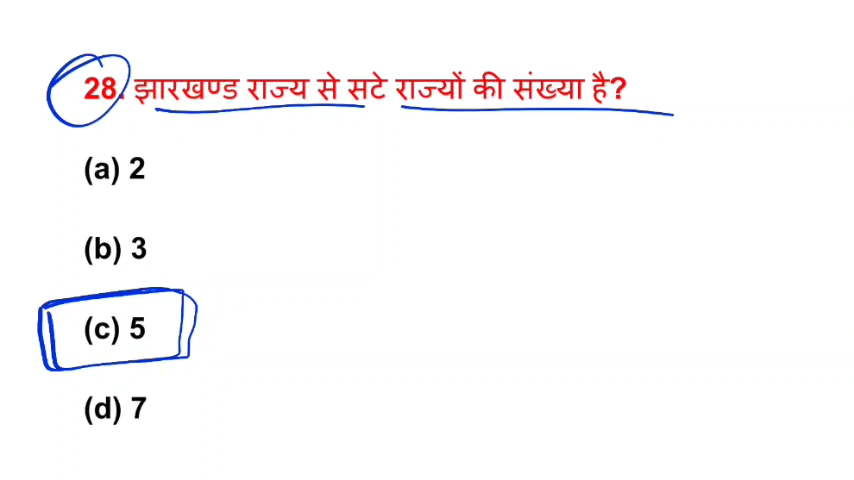 28. झारखण्ड राज्य से सटे राज्यों की संख्या है?
(a) 2
(b) 3
(c) 5
(d) 7